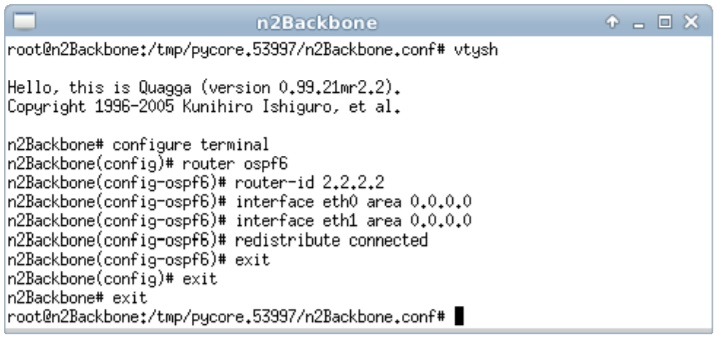 n2Backbone
root@n2Backbone:/tmp/pycore.53997/n2Backbone.conf# vtysh
Hello, this is Quagga (version 0.99.21mr2.2).
Copyright 1996-2005 Kunihiro Ishiguro, et al.
n2Backbone# configure terminal
n2Backbone(config)# router ospf6
n2Backbone(config-ospf6)# router-id 2.2.2.2
n2Backbone(config-ospf6)# interface eth0 area 0.0.0.0
n2Backbone(config-ospf6)# interface eth1 area 0.0.0.0
n2Backbone(config-ospf6)# redistribute connected
n2Backbone(config-ospf6)# exit
n2Backbone(config)# exit
n2Backbone# exit
root@n2Backbone:/tmp/pycore.53997/n2Backbone.conf#